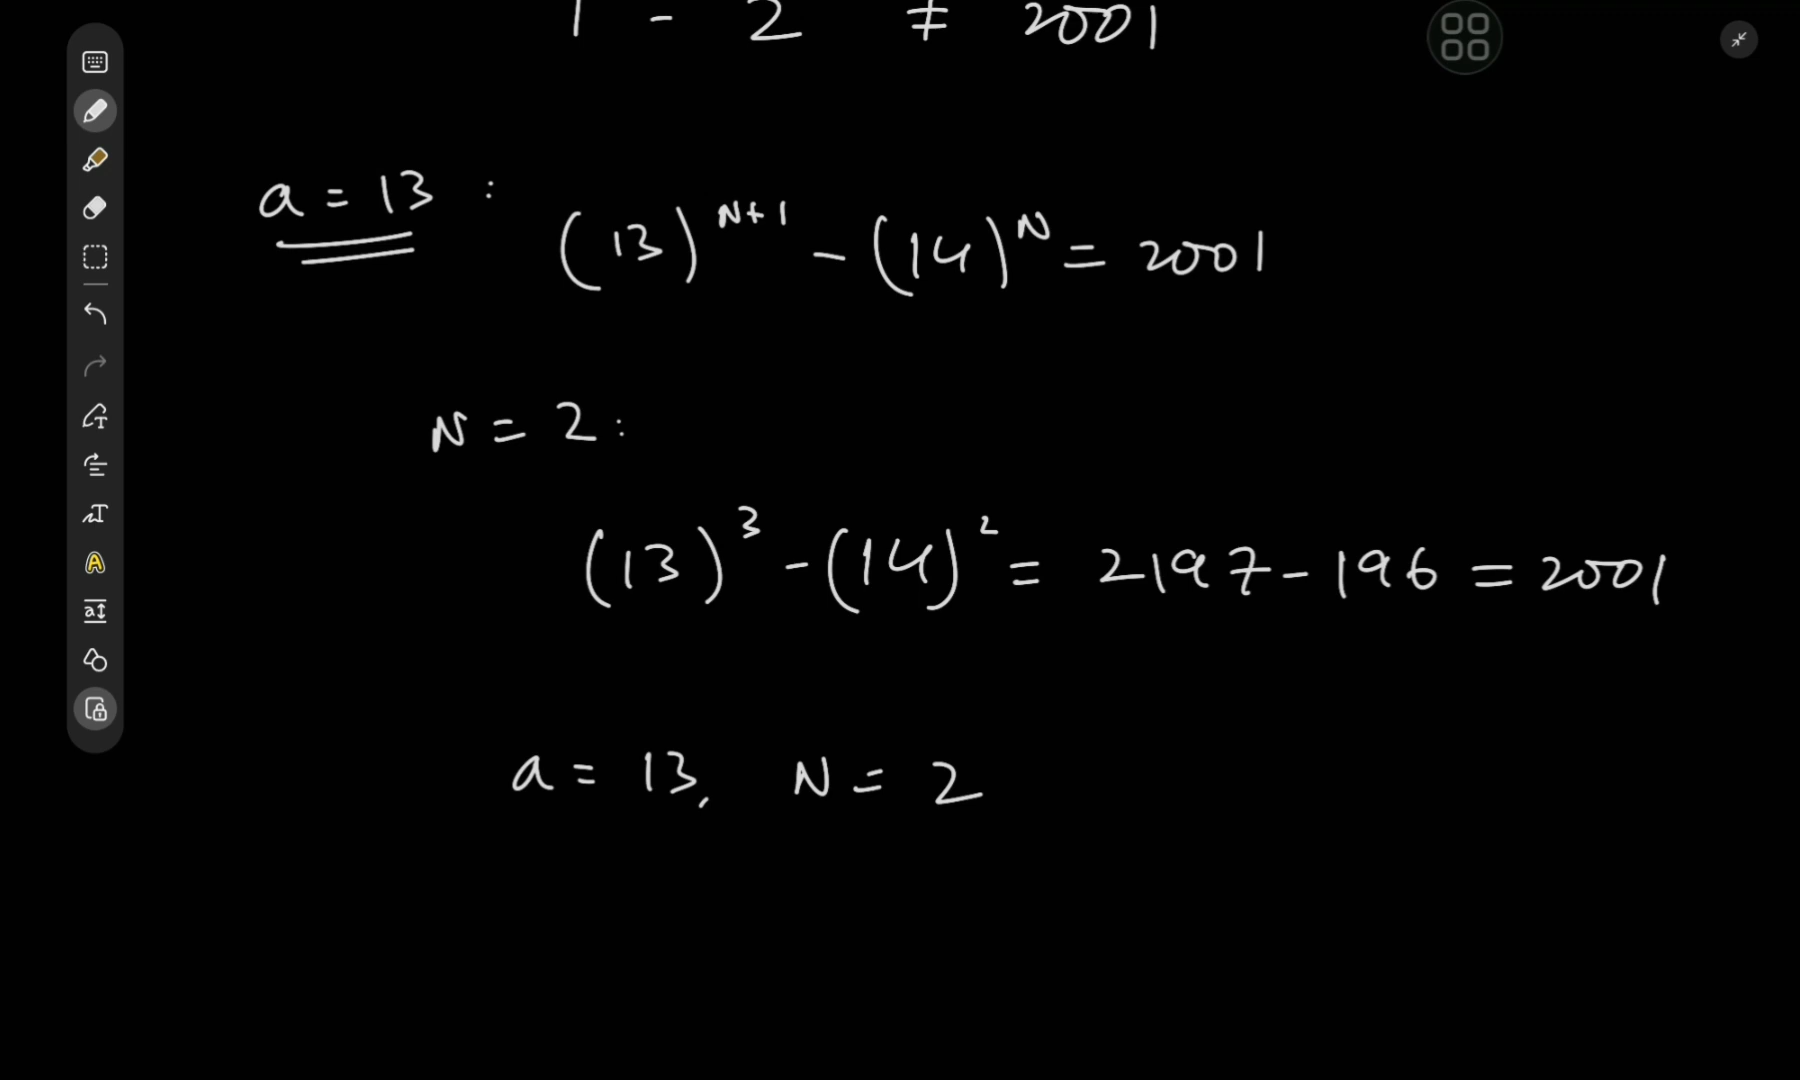 1 - 2 ≠ 2001
a = 13 : (13)^{N+1} - (14)^N = 2001
N = 2 :
(13)^3 - (14)^2 = 2197 - 196 = 2001
a = 13, N = 2